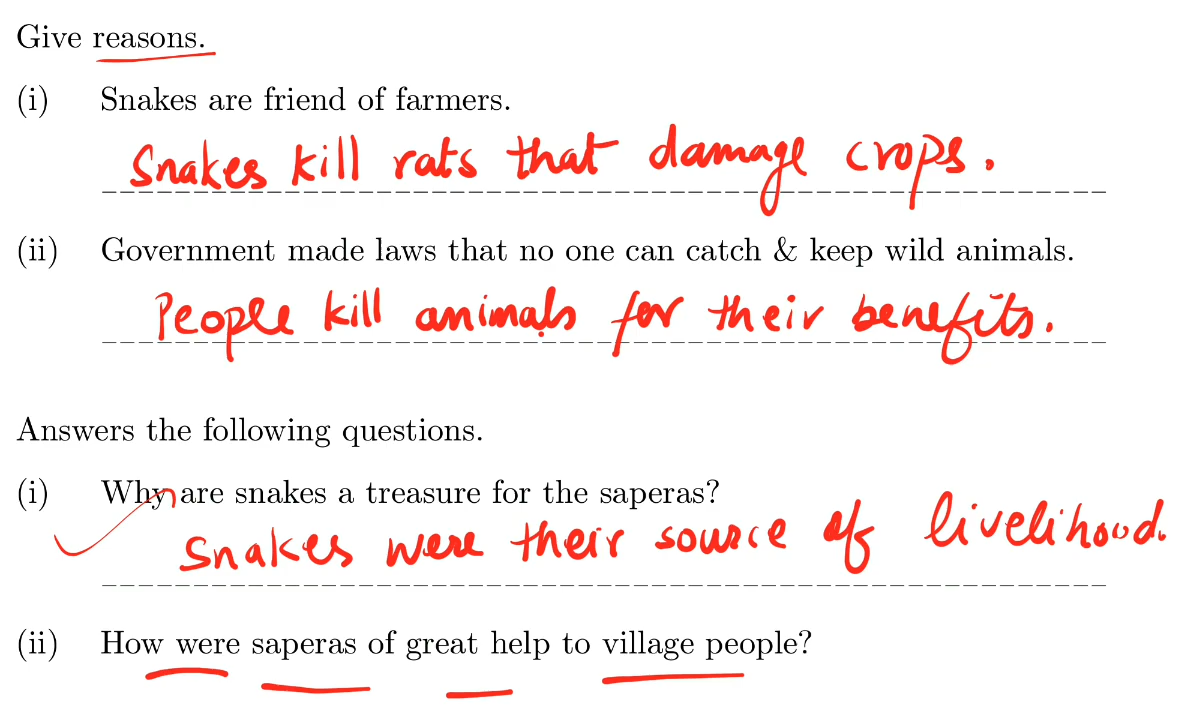 Give reasons.
(i) Snakes are friend of farmers.
Snakes kill rats that damage crops.
(ii) Government made laws that no one can catch & keep wild animals.
People kill animals for their benefits.
Answers the following questions.
(i) Why are snakes a treasure for the saperas?
Snakes were their source of livelihood.
(ii) How were saperas of great help to village people?